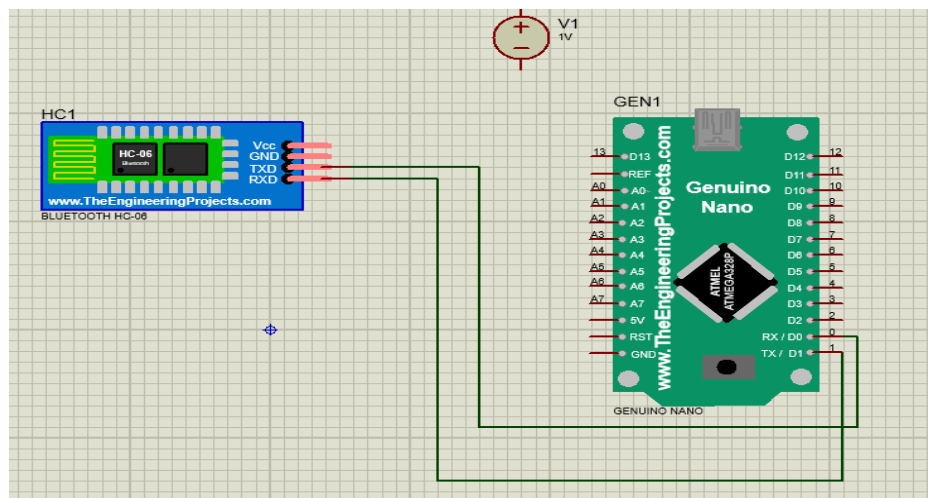 V1
1V
HC1
HC-06
Bluetooth
Vcc
GND
TXD
RXD
www.TheEngineeringProjects.com
BLUETOOTH HC-06
GEN1
www.TheEngineeringProjects.com
Genuino
Nano
ATMEL
ATMEGA328P
13 D13
REF
A0 A0
A1 A1
A2 A2
A3 A3
A4 A4
A5 A5
A6 A6
A7 A7
5V
RST
GND
D12 12
D11 11
D10 10
D9 9
D8 8
D7 7
D6 6
D5 5
D4 4
D3 3
D2 2
RX / D0 0
TX / D1 1
GENUINO NANO